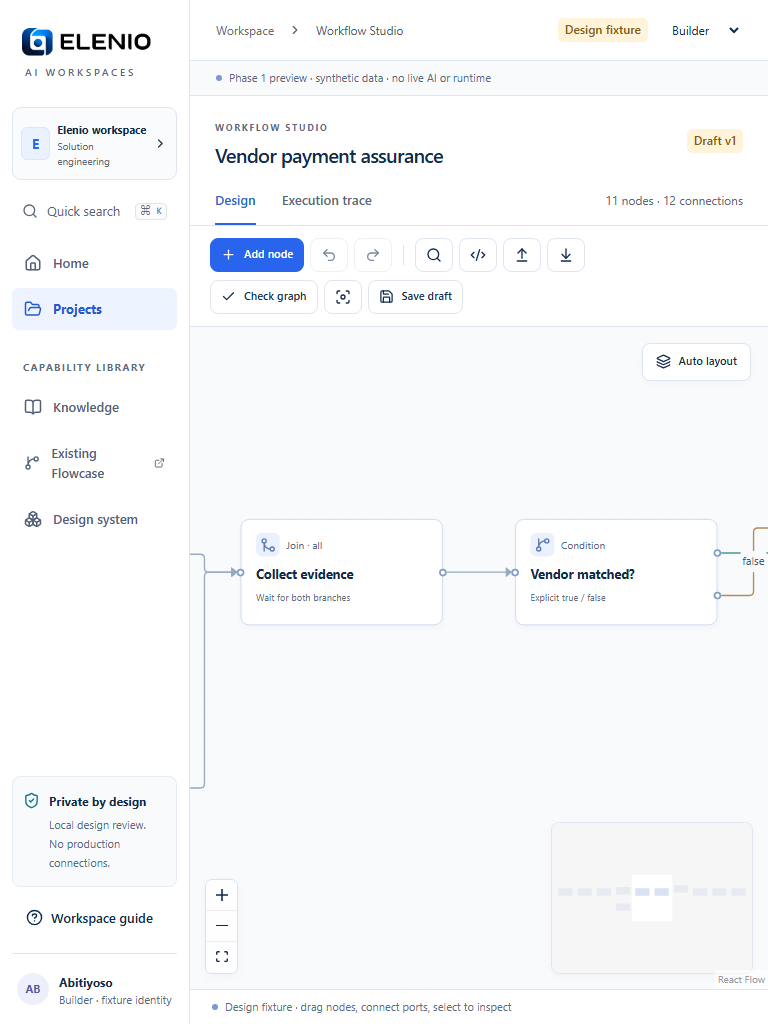 ELENIO
AI WORKSPACES
E
Elenio workspace
Solution
engineering
Quick search
⌘ K
Home
Projects
CAPABILITY LIBRARY
Knowledge
Existing
Flowcase
Design system
Private by design
Local design review.
No production
connections.
Workspace guide
AB
Abitiyoso
Builder · fixture identity
Workspace
Workflow Studio
Design fixture
Builder
Phase 1 preview · synthetic data · no live AI or runtime
WORKFLOW STUDIO
Vendor payment assurance
Draft v1
Design
Execution trace
11 nodes · 12 connections
Add node
Check graph
Save draft
Auto layout
Join · all
Collect evidence
Wait for both branches
Condition
Vendor matched?
Explicit true / false
false
React Flow
Design fixture · drag nodes, connect ports, select to inspect